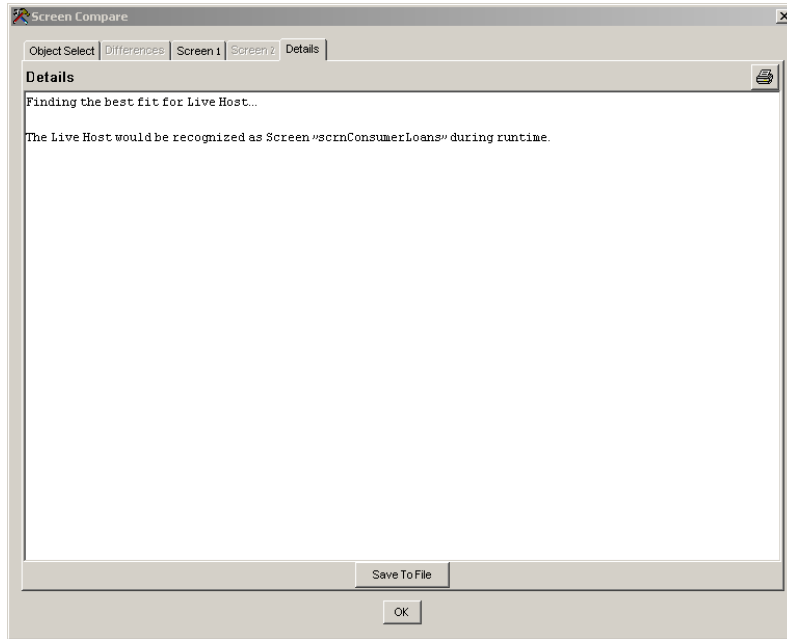 Screen Compare
Object Select Differences Screen 1 Screen 2 Details
Details
Finding the best fit for Live Host...
The Live Host would be recognized as Screen "scrnConsumerLoans" during runtime.
Save To File
OK